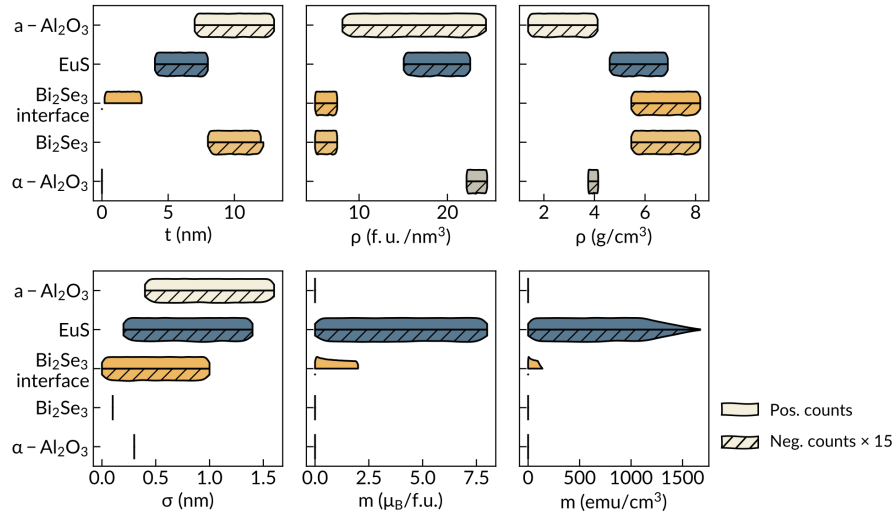 a – Al₂O₃
EuS
Bi₂Se₃
interface
Bi₂Se₃
α – Al₂O₃
0 5 10
t (nm)
10 20
ρ (f. u. /nm³)
2 4 6 8
ρ (g/cm³)
a – Al₂O₃
EuS
Bi₂Se₃
interface
Bi₂Se₃
α – Al₂O₃
0.0 0.5 1.0 1.5
σ (nm)
0.0 2.5 5.0 7.5
m (μ_B/f.u.)
0 500 1000 1500
m (emu/cm³)
Pos. counts
Neg. counts × 15